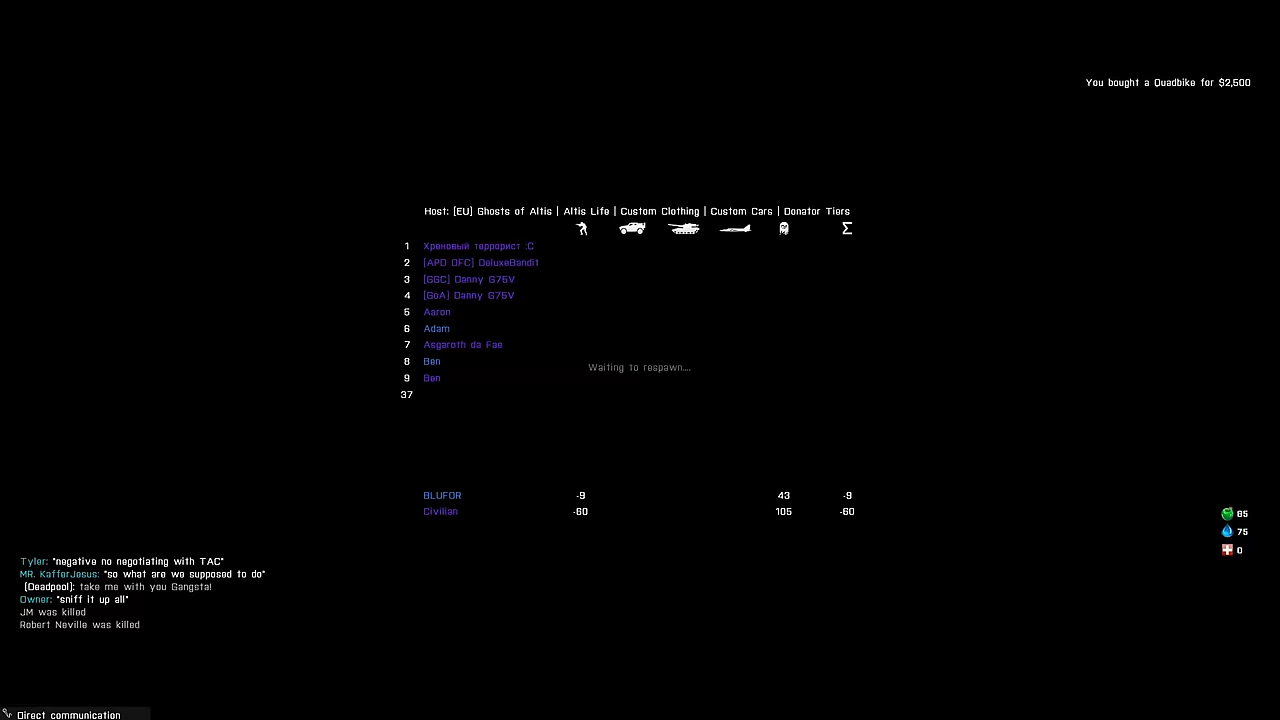 You bought a Quadbike for $2,500
Host: [EU] Ghosts of Altis | Altis Life | Custom Clothing | Custom Cars | Donator Tiers
Σ
1 Хреновый террорист :C
2 [APD OFC] DeluxeBandit
3 [GGC] Danny G75V
4 [GoA] Danny G75V
5 Aaron
6 Adam
7 Asgaroth da Fae
8 Ben
Waiting to respawn....
9 Ben
37
BLUFOR -9 43 -9
Civilian -60 105 -60
85
75
0
Tyler: "negative no negotiating with TAC"
MR. KafferJesus: "so what are we supposed to do"
(Deadpool): take me with you Gangsta!
Owner: "sniff it up all"
JM was killed
Robert Neville was killed
Direct communication